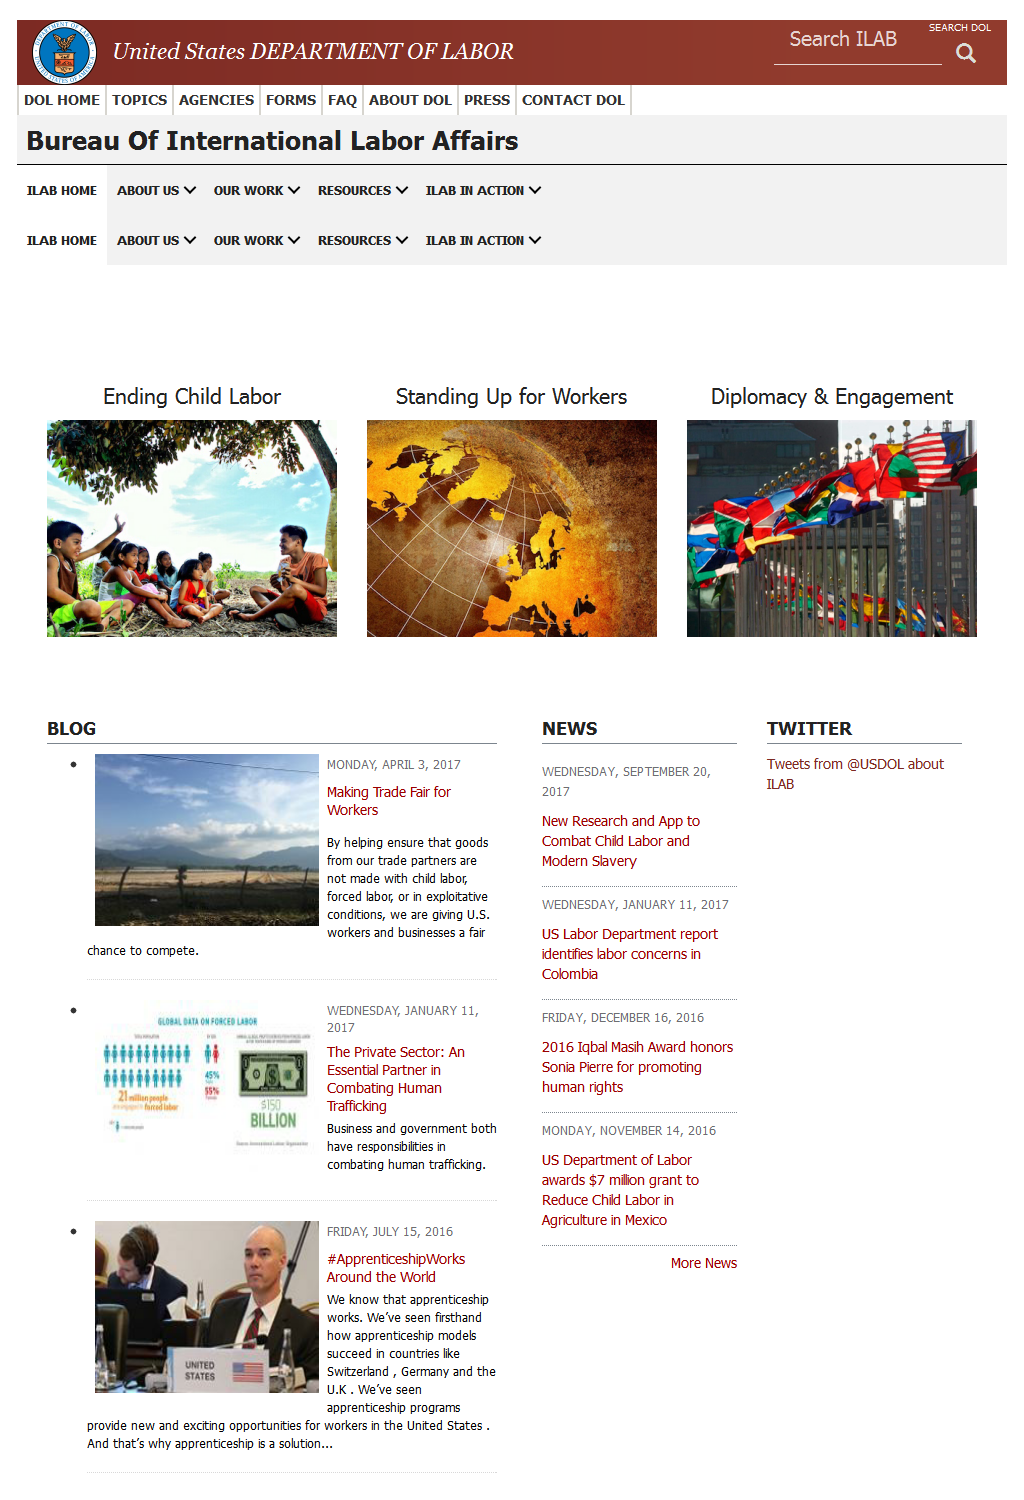 United States DEPARTMENT OF LABOR
Search ILAB
SEARCH DOL
DOL HOME
TOPICS
AGENCIES
FORMS
FAQ
ABOUT DOL
PRESS
CONTACT DOL
Bureau Of International Labor Affairs
ILAB HOME
ABOUT US
OUR WORK
RESOURCES
ILAB IN ACTION
ILAB HOME
ABOUT US
OUR WORK
RESOURCES
ILAB IN ACTION
Ending Child Labor
Standing Up for Workers
Diplomacy & Engagement
BLOG
MONDAY, APRIL 3, 2017
Making Trade Fair for
Workers
By helping ensure that goods
from our trade partners are
not made with child labor,
forced labor, or in exploitative
conditions, we are giving U.S.
workers and businesses a fair
chance to compete.
GLOBAL DATA ON FORCED LABOR
45%
55%
21 million people
are engaged in forced labor
$150
BILLION
WEDNESDAY, JANUARY 11,
2017
The Private Sector: An
Essential Partner in
Combating Human
Trafficking
Business and government both
have responsibilities in
combating human trafficking.
UNITED
STATES
FRIDAY, JULY 15, 2016
#ApprenticeshipWorks
Around the World
We know that apprenticeship
works. We’ve seen firsthand
how apprenticeship models
succeed in countries like
Switzerland , Germany and the
U.K . We’ve seen
apprenticeship programs
provide new and exciting opportunities for workers in the United States .
And that’s why apprenticeship is a solution...
NEWS
WEDNESDAY, SEPTEMBER 20,
2017
New Research and App to
Combat Child Labor and
Modern Slavery
WEDNESDAY, JANUARY 11, 2017
US Labor Department report
identifies labor concerns in
Colombia
FRIDAY, DECEMBER 16, 2016
2016 Iqbal Masih Award honors
Sonia Pierre for promoting
human rights
MONDAY, NOVEMBER 14, 2016
US Department of Labor
awards $7 million grant to
Reduce Child Labor in
Agriculture in Mexico
More News
TWITTER
Tweets from @USDOL about
ILAB